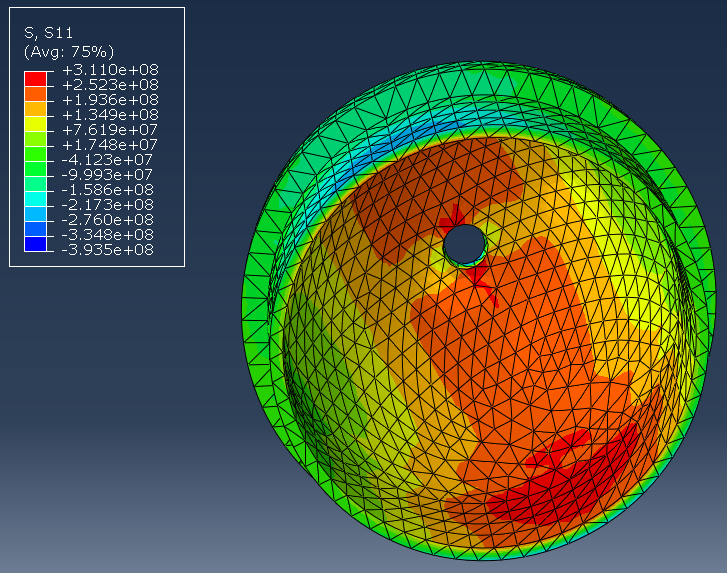 S, S11
(Avg: 75%)
+3.110e+08
+2.523e+08
+1.936e+08
+1.349e+08
+7.619e+07
+1.748e+07
-4.123e+07
-9.993e+07
-1.586e+08
-2.173e+08
-2.760e+08
-3.348e+08
-3.935e+08